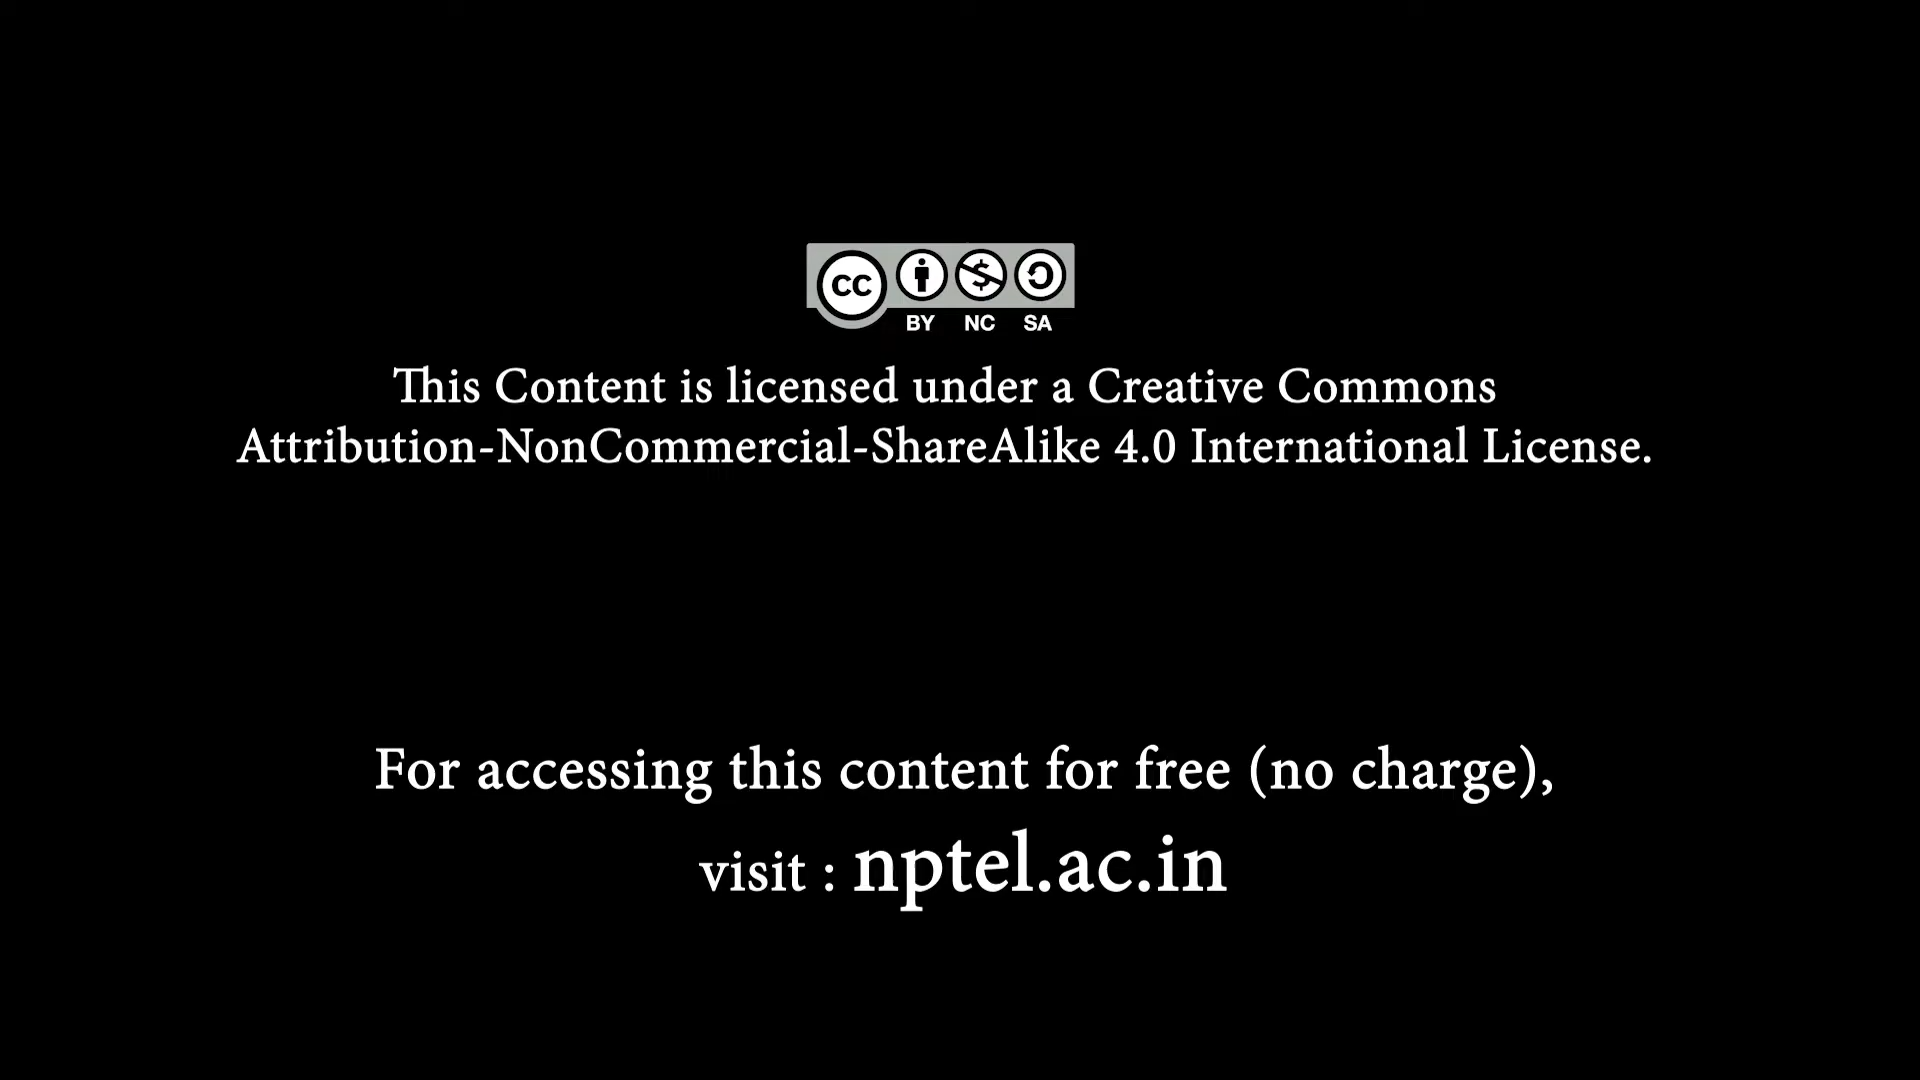 cc
BY NC SA
This Content is licensed under a Creative Commons
Attribution-NonCommercial-ShareAlike 4.0 International License.
For accessing this content for free (no charge),
visit : nptel.ac.in